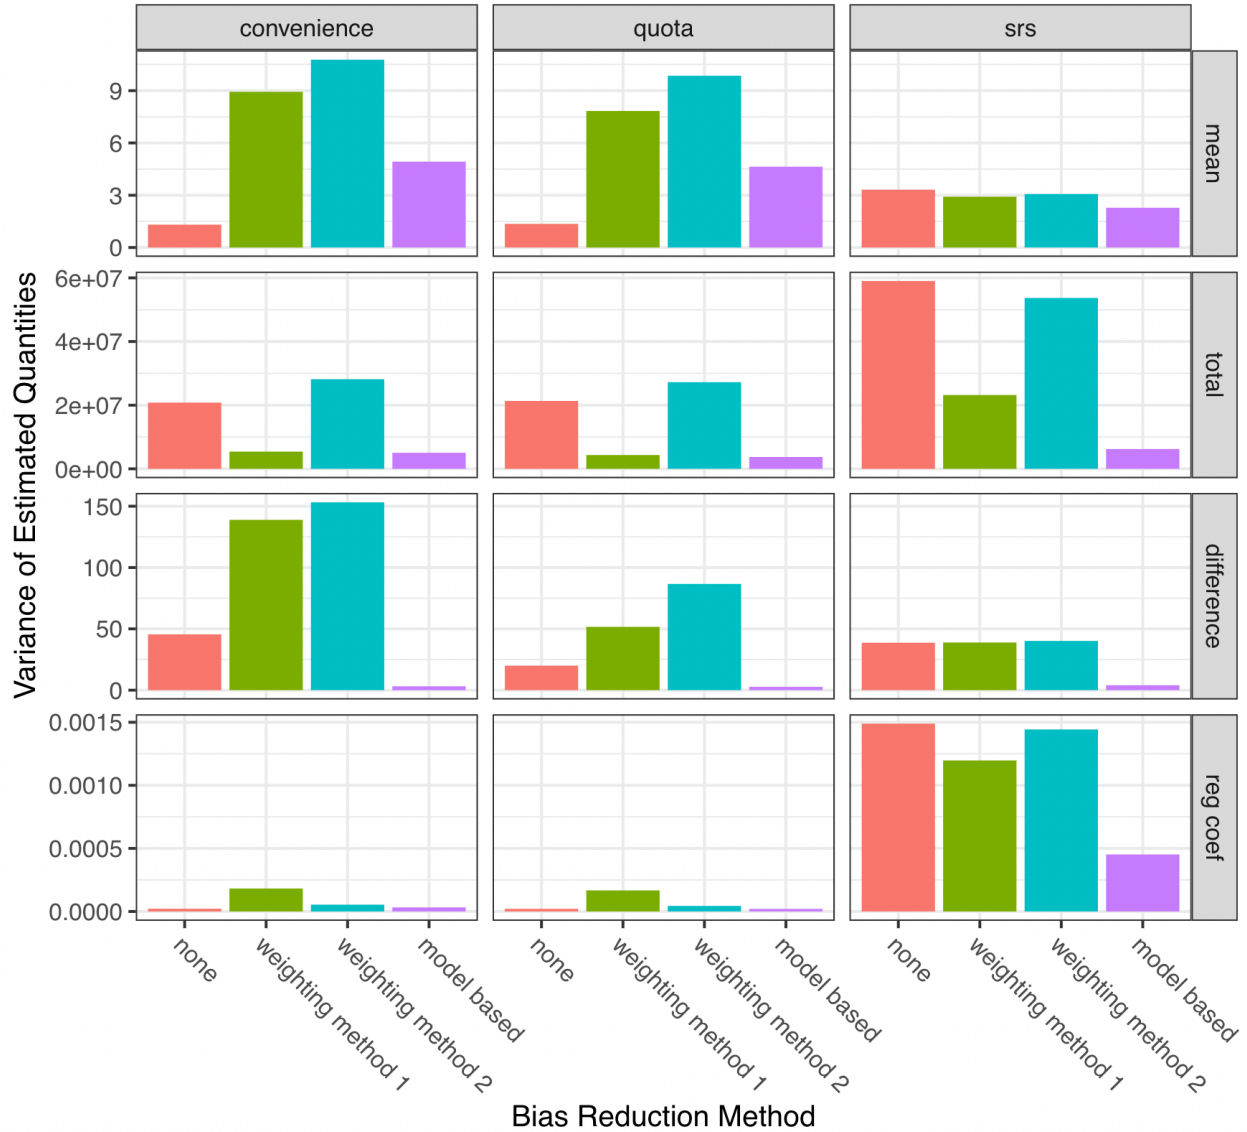 convenience
quota
srs
Variance of Estimated Quantities
9
6
3
0
mean
6e+07
4e+07
2e+07
0e+00
total
150
100
50
0
difference
0.0015
0.0010
0.0005
0.0000
reg coef
none
weighting method 1
weighting method 2
model based
none
weighting method 1
weighting method 2
model based
none
weighting method 1
weighting method 2
model based
Bias Reduction Method